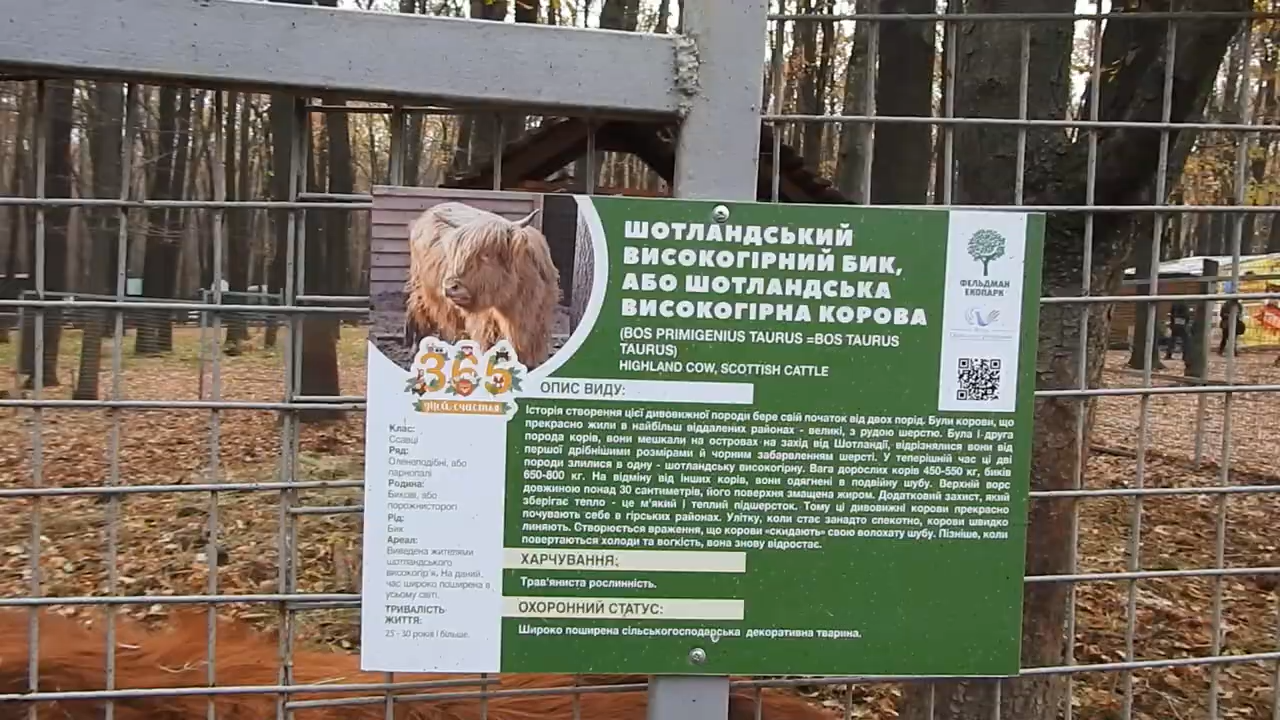 ШОТЛАНДСЬКИЙ
ВИСОКОГІРНИЙ БИК,
АБО ШОТЛАНДСЬКА
ВИСОКОГІРНА КОРОВА
(BOS PRIMIGENIUS TAURUS =BOS TAURUS
TAURUS)
HIGHLAND COW, SCOTTISH CATTLE
ФЕЛЬДМАН
ЕКОПАРК
365
дней счастья
ОПИС ВИДУ:
Історія створення цієї дивовижної породи бере свій початок від двох порід. Були корови, що
прекрасно жили в найбільш віддалених районах - великі, з рудою шерстю. Була і друга
порода корів, вони мешкали на островах на захід від Шотландії, відрізнялися вони від
першої дрібнішими розмірами й чорним забарвленням шерсті. У теперішній час ці дві
породи злилися в одну - шотландську високогірну. Вага дорослих корів 450-550 кг, биків
650-800 кг. На відміну від інших корів, вони одягнені в подвійну шубу. Верхній ворс
довжиною понад 30 сантиметрів, його поверхня змащена жиром. Додатковий захист, який
зберігає тепло - це м'який і теплий підшерсток. Тому ці дивовижні корови прекрасно
почувають себе в гірських районах. Улітку, коли стає занадто спекотно, корови швидко
линяють. Створюється враження, що корови «скидають» свою волохату шубу. Пізніше, коли
повертаються холоди та вогкість, вона знову відростає.
ХАРЧУВАННЯ:
Трав'яниста рослинність.
ОХОРОННИЙ СТАТУС:
Широко поширена сільськогосподарська декоративна тварина.
Клас:
Ссавці
Ряд:
Оленеподібні, або
парнопалі
Родина:
Бикові, або
порожнисторогі
Рід:
Бик
Ареал:
Виведена жителями
шотландського
високогір'я. На даний
час широко поширена в
усьому світі.
ТРИВАЛІСТЬ
ЖИТТЯ:
25 - 30 років і більше.